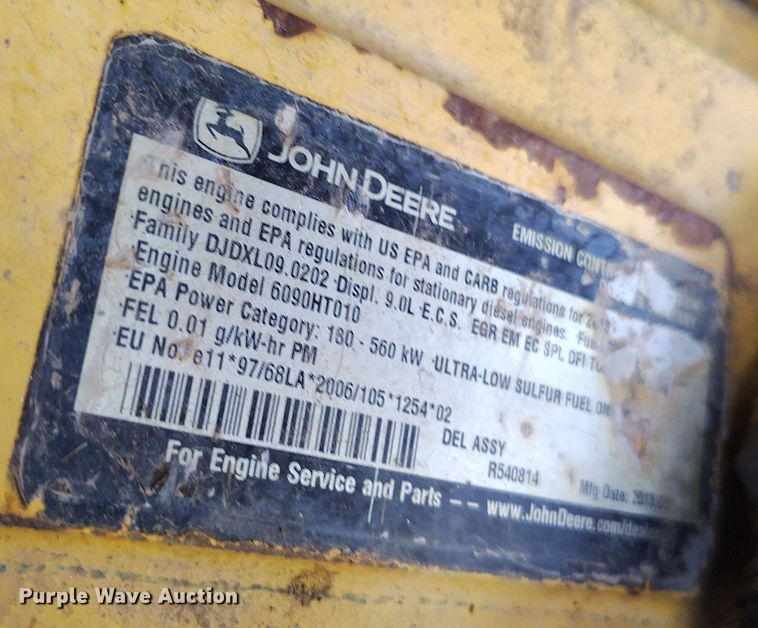 JOHN DEERE
EMISSION
This engine complies with US EPA and CARB regulations for
engines and EPA regulations for stationary diesel engines.
·Family DJDXL09.0202 ·Displ. 9.0L ·E.C.S. EGR EM EC SPL DFI
·Engine Model 6090HT010
EPA Power Category: 130 - 560 kW ·ULTRA-LOW SULFUR FUEL
·FEL 0.01 g/kW-hr PM
EU No. e11*97/68LA*2006/105*1254*02
DEL ASSY
R540814 Mfg Date:
For Engine Service and Parts -- www.JohnDeere.com/
Purple Wave Auction